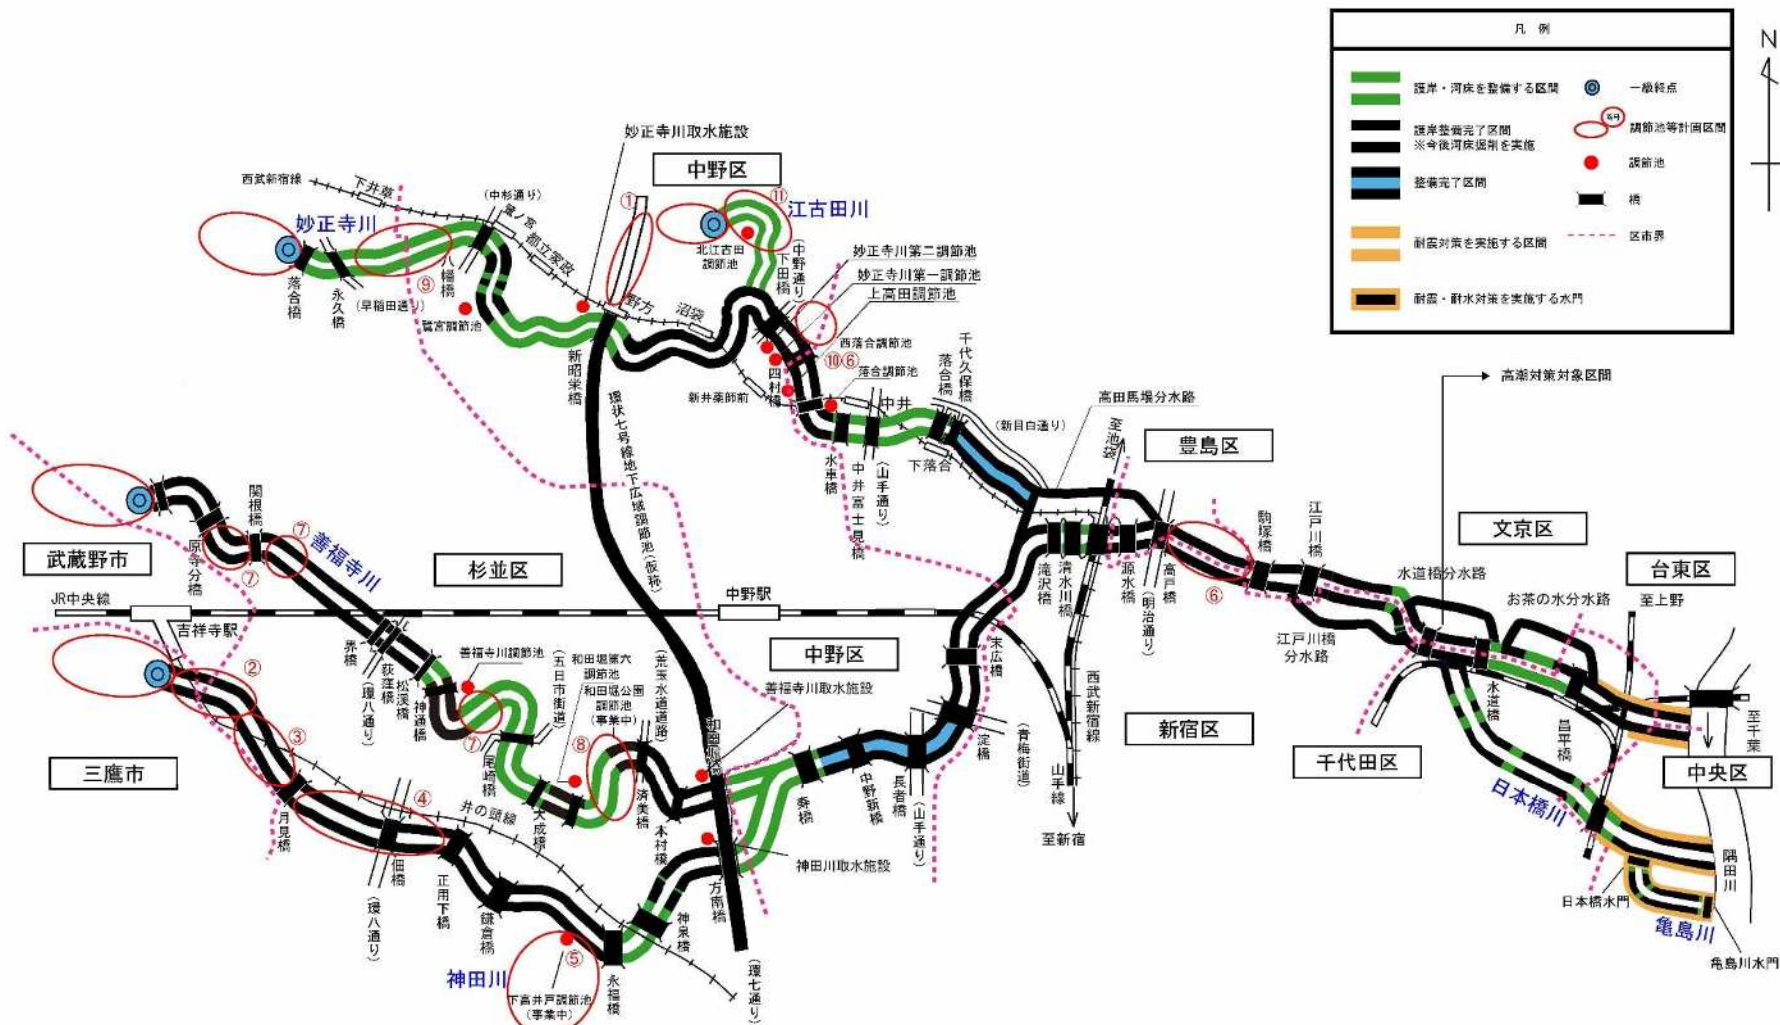 凡 例
護岸・河床を整備する区間
一級終点
番号
護岸整備完了区間
※今後河床掘削を実施
調節池等計画区間
調節池
整備完了区間
橋
区市界
耐震対策を実施する区間
耐震・耐水対策を実施する水門
N
妙正寺川取水施設
中野区
西武新宿線
下井草
(中杉通り)
鷺ノ宮
都立家政
妙正寺川
①
⑪
江古田川
北江古田
調節池
(中野通り)
下田橋
妙正寺川第二調節池
妙正寺川第一調節池
上高田調節池
落合橋
永久橋
(早稲田通り)
⑨
八幡橋
鷺宮調節池
野方
沼袋
新昭栄橋
西落合調節池
⑩⑥
四村橋
落合調節池
新井薬師前
中井
落合橋
千代久保橋
(新目白通り)
高田馬場分水路
高潮対策対象区間
環状七号線地下広域調節池(仮称)
水車橋
中井富士見橋
(山手通り)
下落合
至池袋
豊島区
文京区
台東区
武蔵野市
関根橋
原寺分橋
⑦
⑦
善福寺川
杉並区
JR中央線
吉祥寺駅
中野駅
滝沢橋
清水川橋
源水橋
(明治通り)
高戸橋
⑥
駒塚橋
江戸川橋
水道橋分水路
お茶の水分水路
至上野
江戸川橋
分水路
界橋
荻窪橋
(環八通り)
松渓橋
神通橋
善福寺川調節池
(五日市街道)
和田堀第六
調節池
和田堀公園
調節池
(事業中)
(荒玉水道道路)
中野区
善福寺川取水施設
末広橋
西武新宿線
新宿区
山手線
至新宿
(青梅街道)
淀橋
②
③
三鷹市
月見橋
④
井の頭線
佃橋
(環八通り)
正用下橋
鎌倉橋
⑦
尾崎橋
大成橋
⑧
済美橋
本村橋
和田廣橋
寿橋
中野新橋
長者橋
(山手通り)
神田川取水施設
方南橋
神泉橋
永福橋
(環七通り)
⑤
下高井戸調節池
(事業中)
神田川
水道橋
昌平橋
千代田区
至千葉
中央区
日本橋川
隅田川
日本橋水門
亀島川
亀島川水門